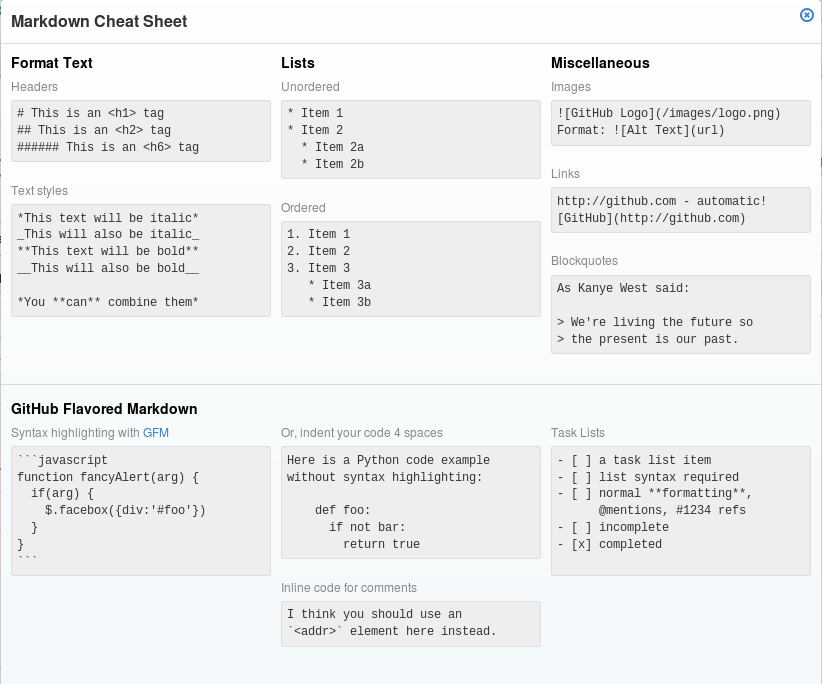 Markdown Cheat Sheet
Format Text
Headers
# This is an <h1> tag
## This is an <h2> tag
###### This is an <h6> tag
Text styles
*This text will be italic*
_This will also be italic_
**This text will be bold**
__This will also be bold__

*You **can** combine them*
Lists
Unordered
* Item 1
* Item 2
  * Item 2a
  * Item 2b
Ordered
1. Item 1
2. Item 2
3. Item 3
   * Item 3a
   * Item 3b
Miscellaneous
Images
![GitHub Logo](/images/logo.png)
Format: ![Alt Text](url)
Links
http://github.com - automatic!
[GitHub](http://github.com)
Blockquotes
As Kanye West said:

> We're living the future so
> the present is our past.
GitHub Flavored Markdown
Syntax highlighting with GFM
```javascript
function fancyAlert(arg) {
  if(arg) {
    $.facebox({div:'#foo'})
  }
}
```
Or, indent your code 4 spaces
Here is a Python code example
without syntax highlighting:

    def foo:
      if not bar:
        return true
Inline code for comments
I think you should use an
`<addr>` element here instead.
Task Lists
- [ ] a task list item
- [ ] list syntax required
- [ ] normal **formatting**,
      @mentions, #1234 refs
- [ ] incomplete
- [x] completed